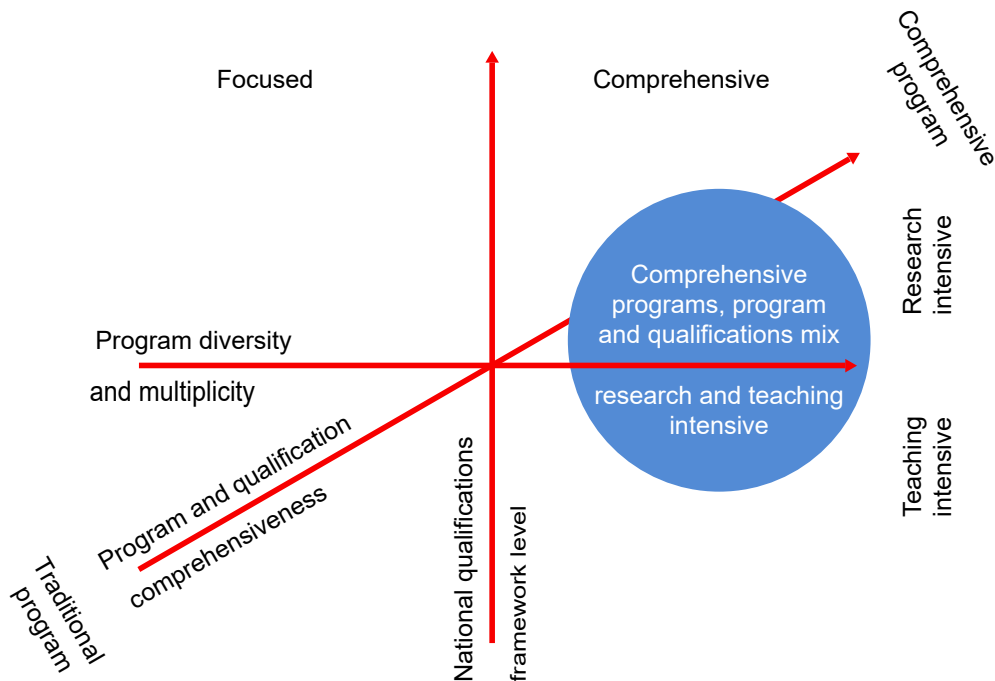 Focused
Comprehensive
Comprehensive
program
Research
intensive
Comprehensive
programs, program
and qualifications mix
research and teaching
intensive
Program diversity
and multiplicity
Teaching
intensive
Program and qualification
comprehensiveness
National qualifications
framework level
Traditional
program